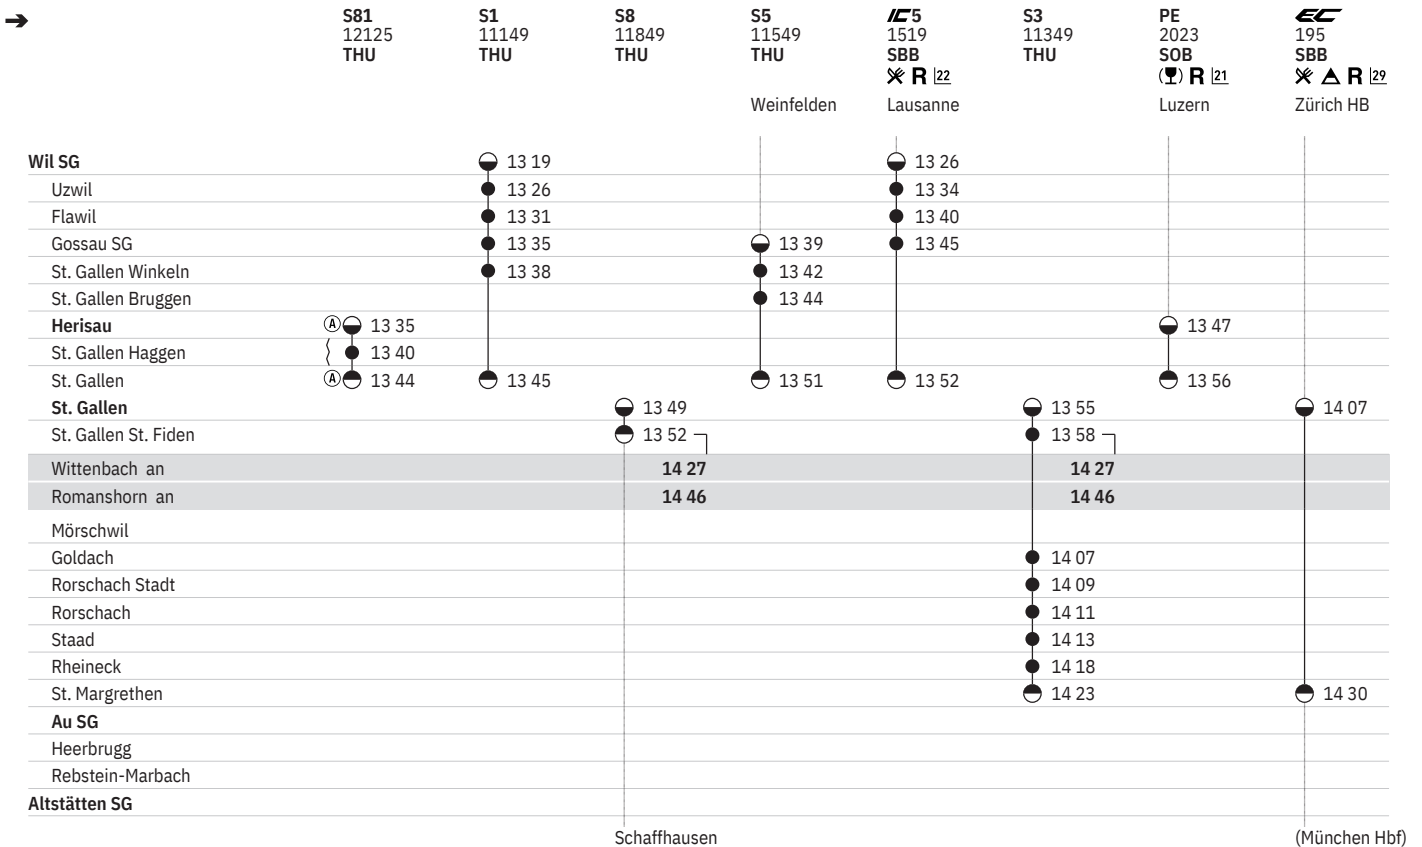 ➔ S81 S1 S8 S5 IC5 S3 PE EC
12125 11149 11849 11549 1519 11349 2023 195
THU THU THU THU SBB THU SOB SBB
R 22 R 21 R 29
Weinfelden Lausanne Luzern Zürich HB
Wil SG 13 19 13 26
Uzwil 13 26 13 34
Flawil 13 31 13 40
Gossau SG 13 35 13 39 13 45
St. Gallen Winkeln 13 38 13 42
St. Gallen Bruggen 13 44
Herisau A 13 35 13 47
St. Gallen Haggen 13 40
St. Gallen A 13 44 13 45 13 51 13 52 13 56
St. Gallen 13 49 13 55 14 07
St. Gallen St. Fiden 13 52 13 58
Wittenbach an 14 27 14 27
Romanshorn an 14 46 14 46
Mörschwil
Goldach 14 07
Rorschach Stadt 14 09
Rorschach 14 11
Staad 14 13
Rheineck 14 18
St. Margrethen 14 23 14 30
Au SG
Heerbrugg
Rebstein-Marbach
Altstätten SG
Schaffhausen (München Hbf)